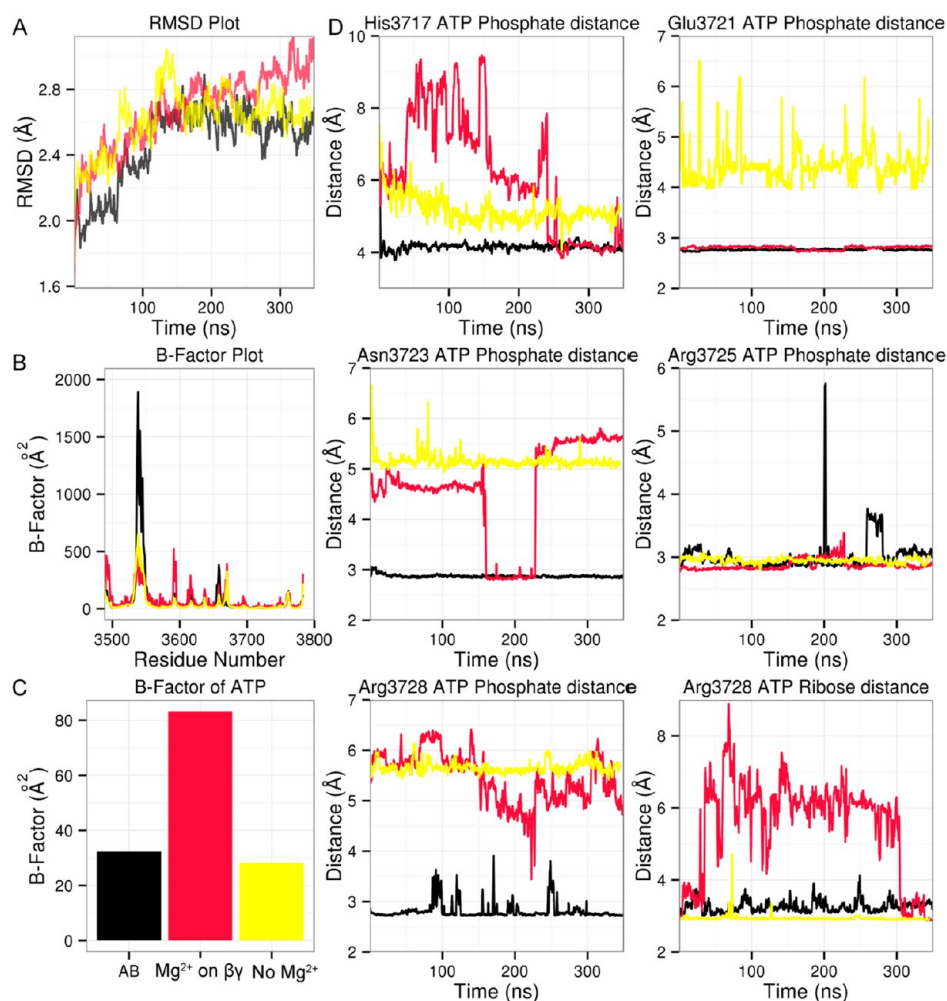 A
RMSD Plot
RMSD (Å)
2.8
2.4
2.0
1.6
100
200
300
Time (ns)
D
His3717 ATP Phosphate distance
Distance (Å)
10
8
6
4
100
200
300
Time (ns)
Glu3721 ATP Phosphate distance
Distance (Å)
7
6
5
4
3
2
100
200
300
Time (ns)
B
B-Factor Plot
B-Factor (Å²)
2000
1500
1000
500
0
3500
3600
3700
3800
Residue Number
Asn3723 ATP Phosphate distance
Distance (Å)
7
6
5
4
3
2
100
200
300
Time (ns)
Arg3725 ATP Phosphate distance
Distance (Å)
6
5
4
3
2
100
200
300
Time (ns)
C
B-Factor of ATP
B-Factor (Å²)
80
60
40
20
0
AB
Mg²⁺ on βγ
No Mg²⁺
Arg3728 ATP Phosphate distance
Distance (Å)
7
6
5
4
3
2
100
200
300
Time (ns)
Arg3728 ATP Ribose distance
Distance (Å)
8
6
4
2
100
200
300
Time (ns)